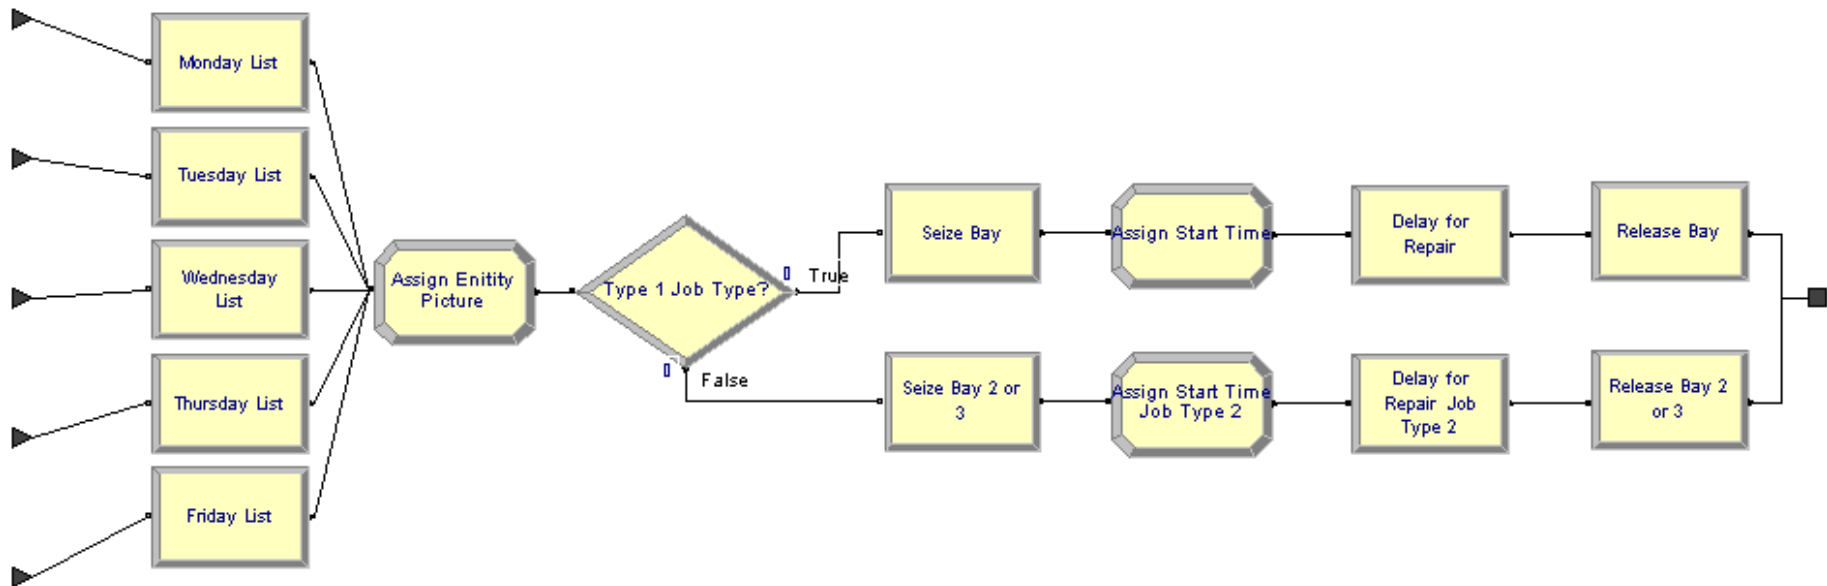 Monday List
Tuesday List
Wednesday
List
Thursday List
Friday List
Assign Enitity
Picture
Type 1 Job Type?
0
True
0
False
Seize Bay
Assign Start Time
Delay for
Repair
Release Bay
Seize Bay 2 or
3
Assign Start Time
Job Type 2
Delay for
Repair Job
Type 2
Release Bay 2
or 3